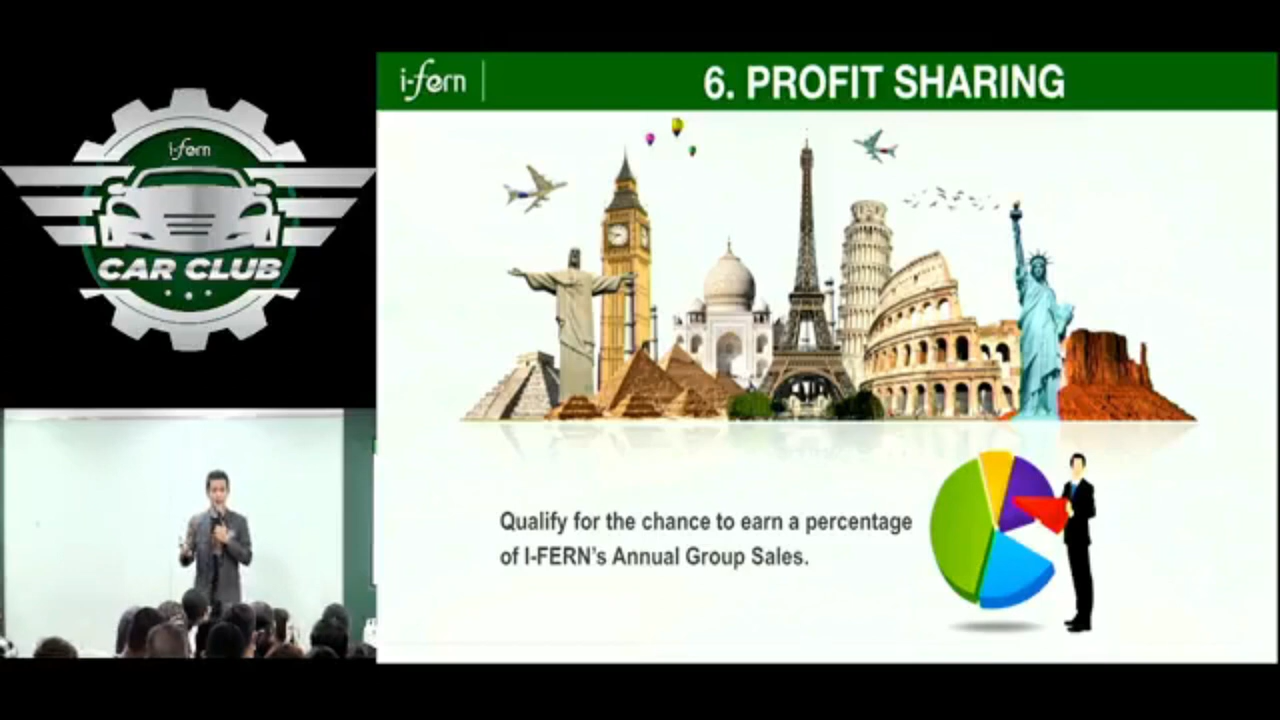 i-fern
CAR CLUB
i-fern
6. PROFIT SHARING
Qualify for the chance to earn a percentage
of I-FERN's Annual Group Sales.